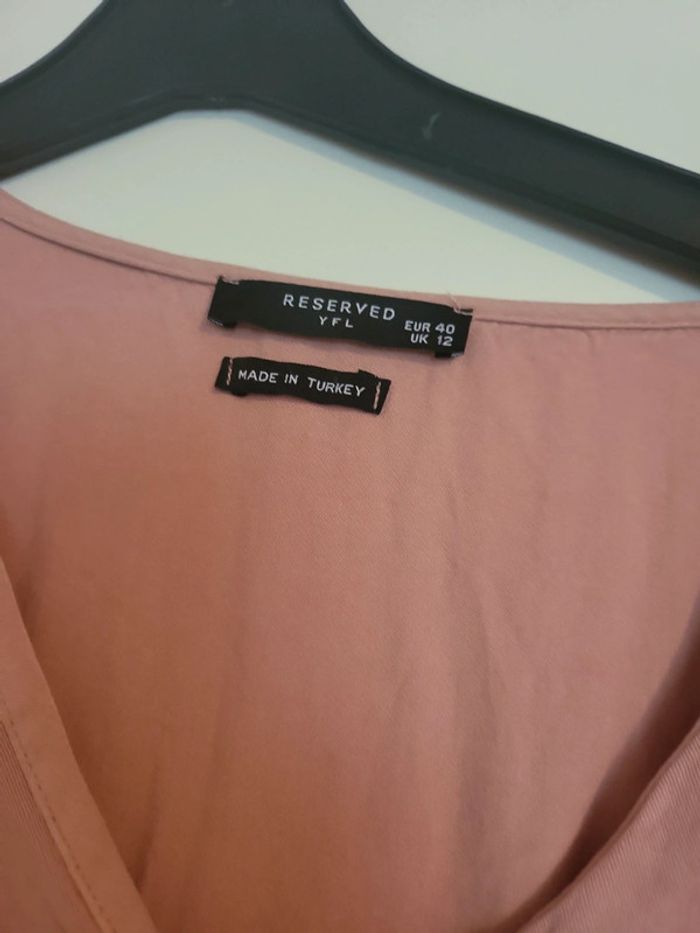 RESERVED
YFL
EUR 40
UK 12
MADE IN TURKEY